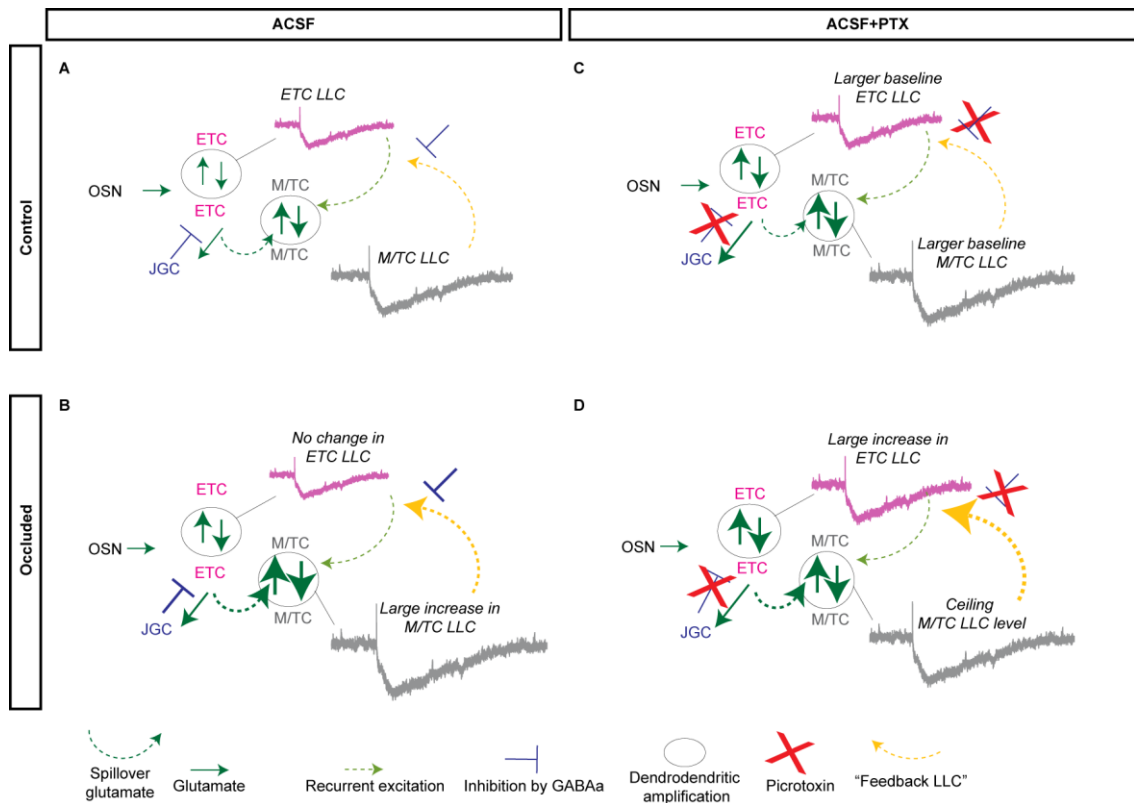 ACSF
ACSF+PTX
Control
A
ETC LLC
ETC
OSN
M/TC
ETC
JGC
M/TC
M/TC LLC
C
Larger baseline
ETC LLC
ETC
OSN
M/TC
ETC
JGC
M/TC
Larger baseline
M/TC LLC
Occluded
B
No change in
ETC LLC
ETC
OSN
M/TC
ETC
JGC
M/TC
Large increase in
M/TC LLC
D
Large increase in
ETC LLC
ETC
OSN
M/TC
ETC
JGC
M/TC
Ceiling
M/TC LLC level
Spillover
glutamate
Glutamate
Recurrent excitation
Inhibition by GABAa
Dendrodendritic
amplification
Picrotoxin
“Feedback LLC”